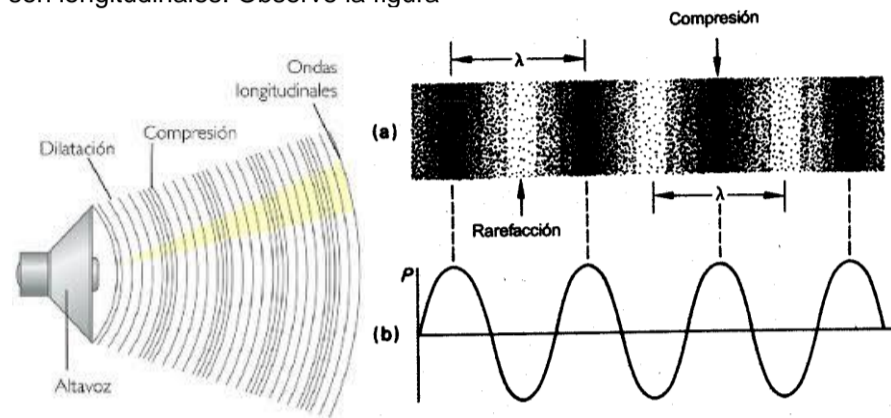 son longitudinales. Observe la figura
Ondas
longitudinales
Compresión
Dilatación
Altavoz
Compresión
λ
(a)
λ
Rarefacción
P
(b)